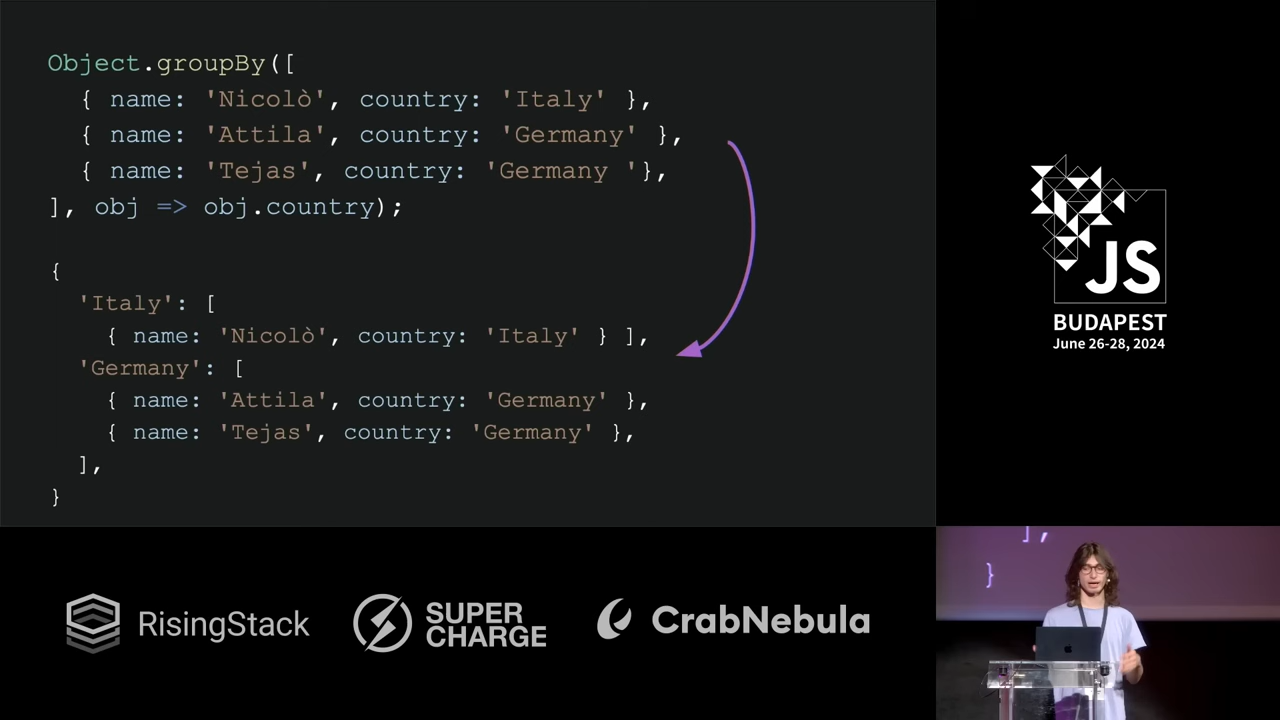 Object.groupBy([
  { name: 'Nicolò', country: 'Italy' },
  { name: 'Attila', country: 'Germany' },
  { name: 'Tejas', country: 'Germany '},
], obj => obj.country);
{
  'Italy': [
    { name: 'Nicolò', country: 'Italy' } ],
  'Germany': [
    { name: 'Attila', country: 'Germany' },
    { name: 'Tejas', country: 'Germany' },
  ],
}
JS
BUDAPEST
June 26-28, 2024
],
}
RisingStack
SUPER
CHARGE
CrabNebula